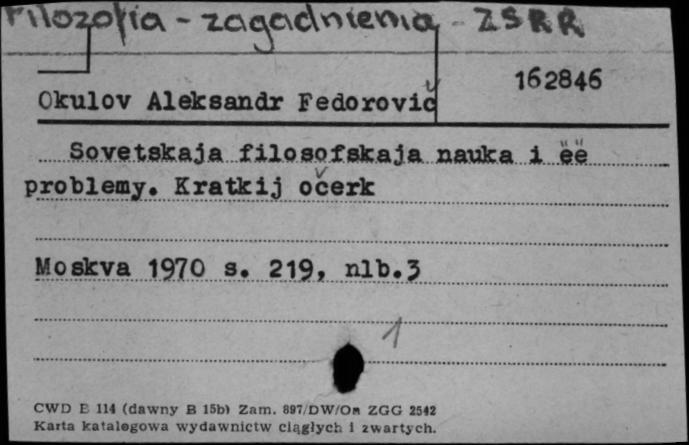 Filozofia - zagadnienia - ZSRR
162846
Okulov Aleksandr Fedorovič
Sovetskaja filosofskaja nauka i ëë
problemy. Kratkij očerk
Moskva 1970 s. 219, nlb.3
1
CWD E 114 (dawny B 15b) Zam. 897/DW/Om ZGG 2542
Karta katalogowa wydawnictw ciągłych i zwartych.